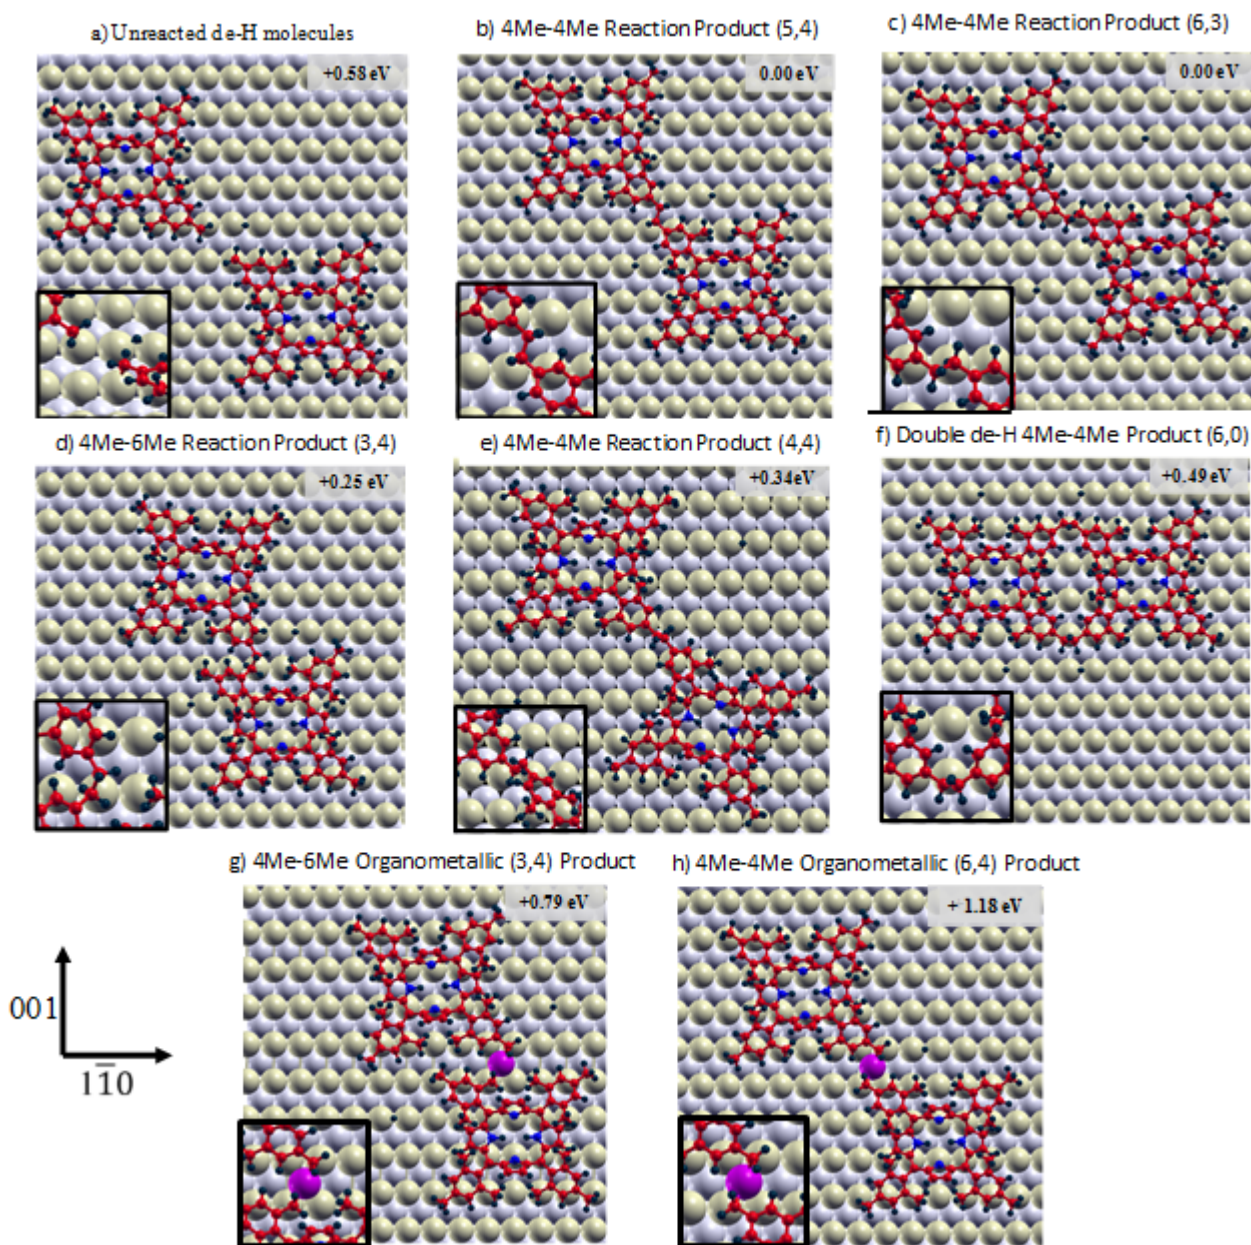 a) Unreacted de-H molecules
b) 4Me-4Me Reaction Product (5,4)
c) 4Me-4Me Reaction Product (6,3)
+0.58 eV
0.00 eV
0.00 eV
d) 4Me-6Me Reaction Product (3,4)
e) 4Me-4Me Reaction Product (4,4)
f) Double de-H 4Me-4Me Product (6,0)
+0.25 eV
+0.34eV
+0.49 eV
g) 4Me-6Me Organometallic (3,4) Product
h) 4Me-4Me Organometallic (6,4) Product
+0.79 eV
+ 1.18 eV
001
11̅0